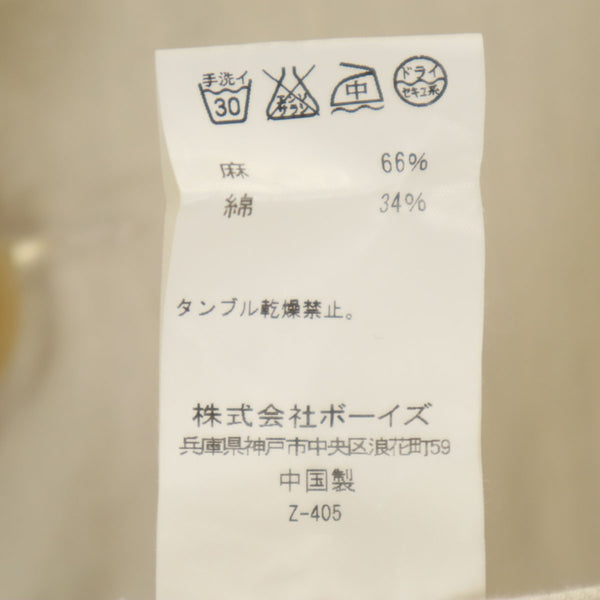 手洗イ 30 エンソ サラシ 中 ドライ セキユ系
麻 66%
綿 34%
タンブル乾燥禁止。
株式会社ボーイズ
兵庫県神戸市中央区浪花町59
中国製
Z-405